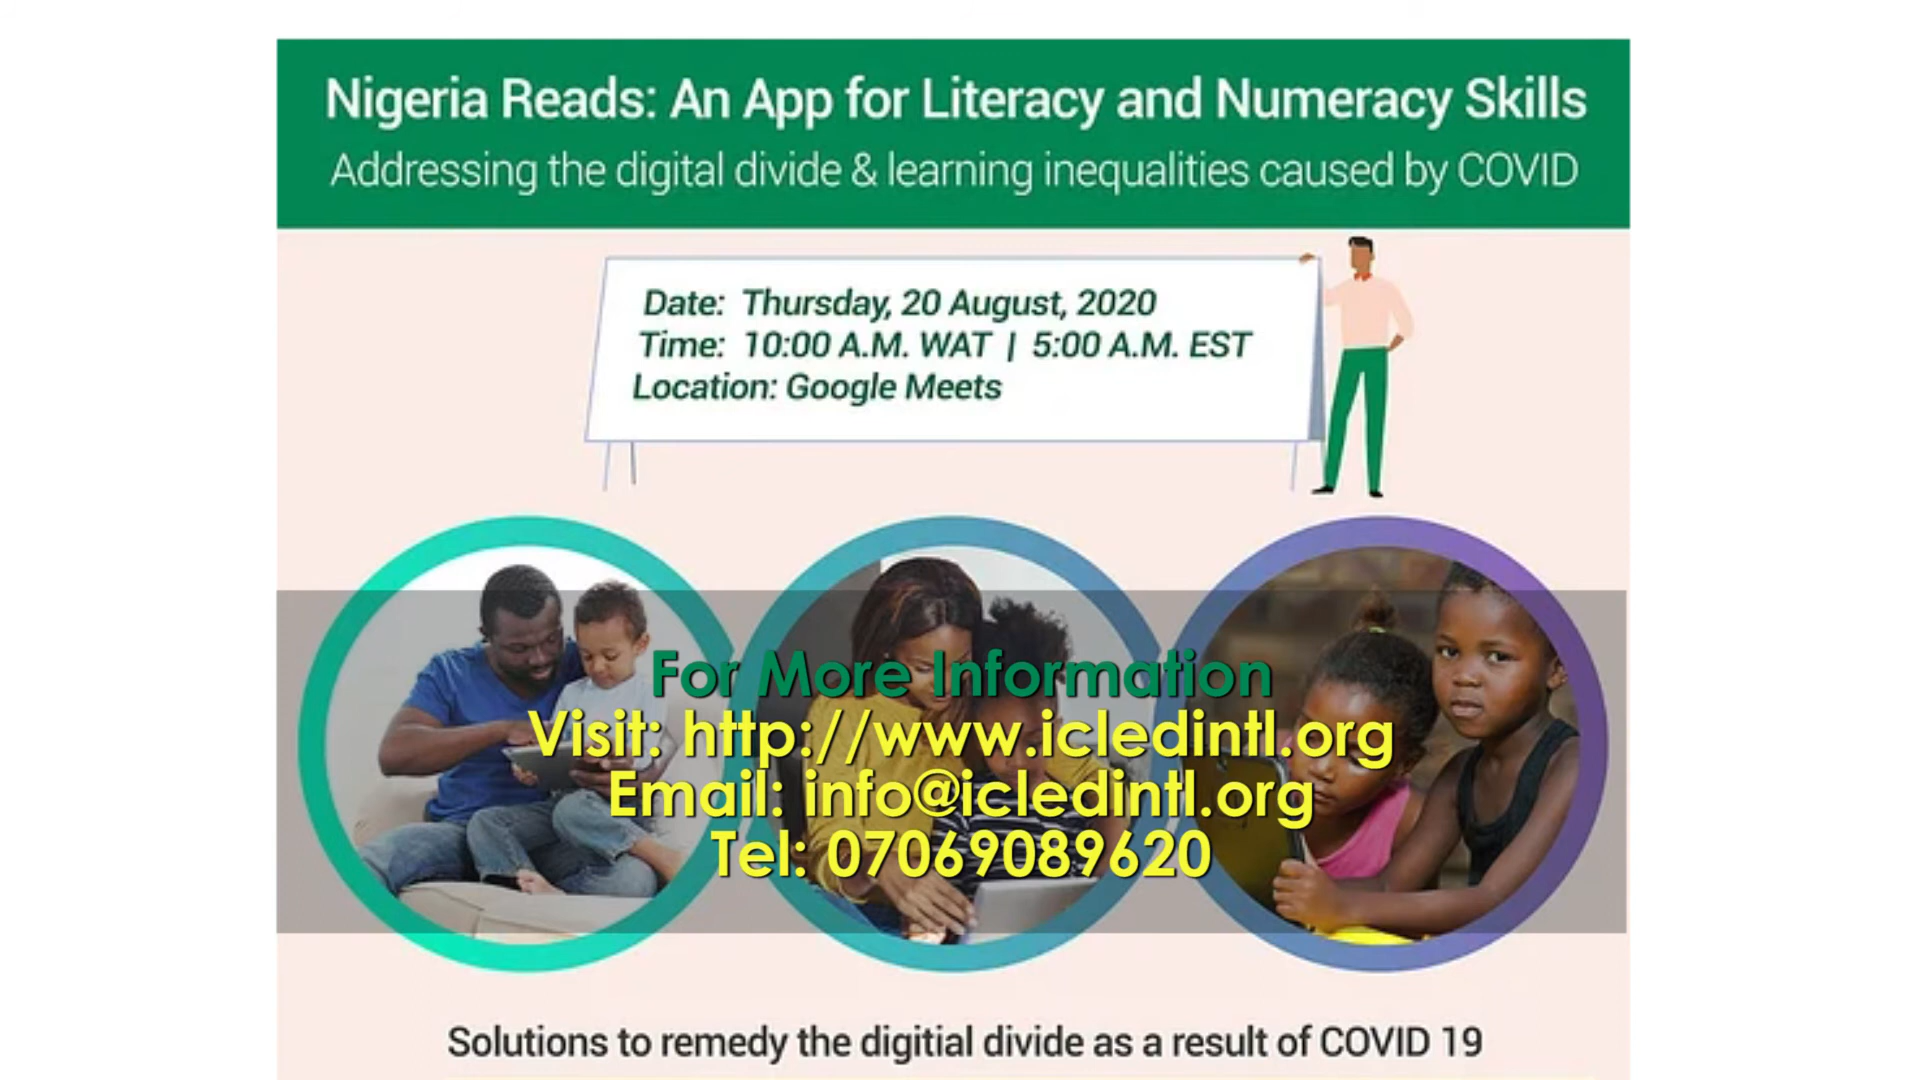 Nigeria Reads: An App for Literacy and Numeracy Skills
Addressing the digital divide & learning inequalities caused by COVID
Date: Thursday, 20 August, 2020
Time: 10:00 A.M. WAT | 5:00 A.M. EST
Location: Google Meets
For More Information
Visit: http://www.icledintl.org
Email: info@icledintl.org
Tel: 07069089620
Solutions to remedy the digitial divide as a result of COVID 19